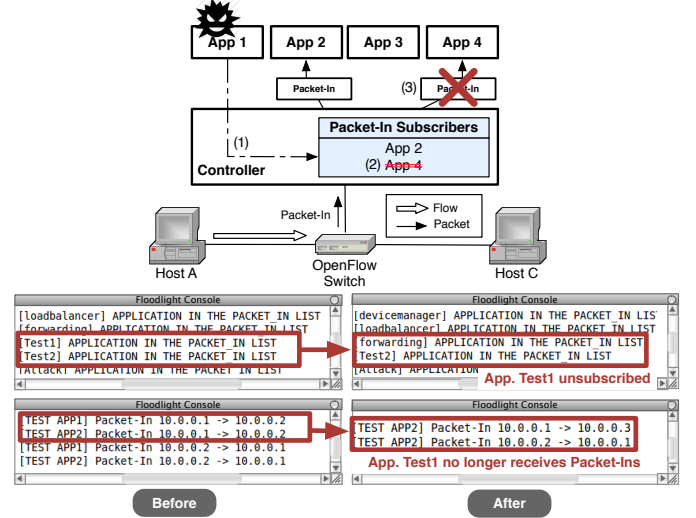 App 1
App 2
App 3
App 4
Packet-In
(3)
Packet-In
(1)
Packet-In Subscribers
App 2
(2) App 4
Controller
Packet-In
Flow
Packet
Host A
OpenFlow
Switch
Host C
Floodlight Console
[loadbalancer] APPLICATION IN THE PACKET_IN LIST
[forwarding] APPLICATION IN THE PACKET_IN LIST
[Test1] APPLICATION IN THE PACKET_IN LIST
[Test2] APPLICATION IN THE PACKET_IN LIST
[Attack] APPLICATION IN THE PACKET IN LIST
Floodlight Console
[devicemanager] APPLICATION IN THE PACKET_IN LIS
[loadbalancer] APPLICATION IN THE PACKET_IN LIST
[forwarding] APPLICATION IN THE PACKET_IN LIST
[Test2] APPLICATION IN THE PACKET_IN LIST
[Attack] APPLICATION
App. Test1 unsubscribed
Floodlight Console
[TEST APP1] Packet-In 10.0.0.1 -> 10.0.0.2
[TEST APP2] Packet-In 10.0.0.1 -> 10.0.0.2
[TEST APP1] Packet-In 10.0.0.2 -> 10.0.0.1
[TEST APP2] Packet-In 10.0.0.2 -> 10.0.0.1
Floodlight Console
[TEST APP2] Packet-In 10.0.0.1 -> 10.0.0.3
[TEST APP2] Packet-In 10.0.0.2 -> 10.0.0.1
App. Test1 no longer receives Packet-Ins
Before
After